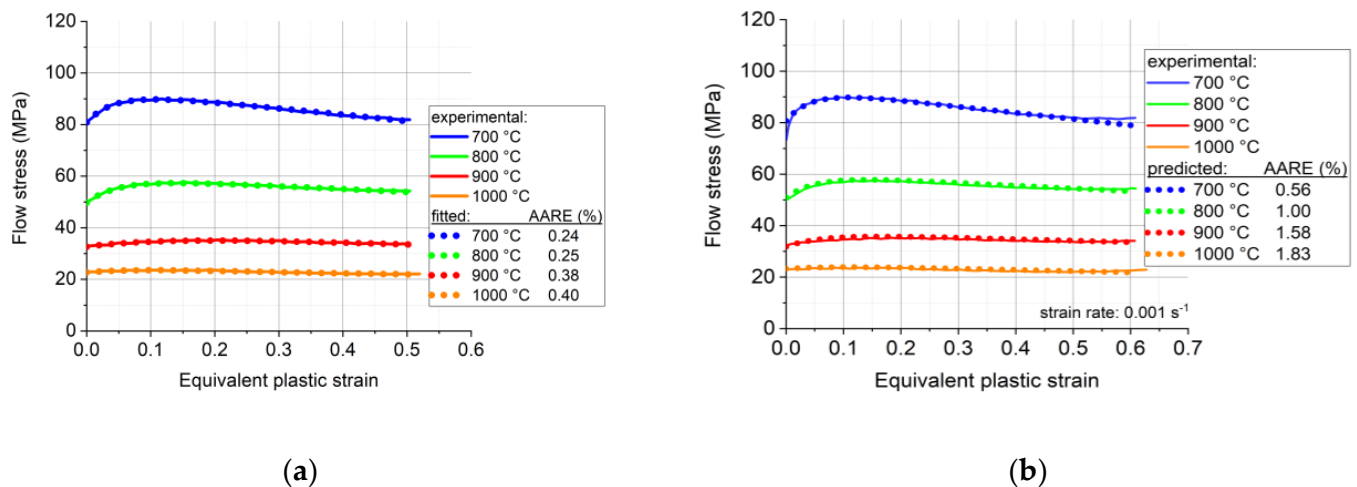 120
100
80
60
40
20
0
Flow stress (MPa)
0.0 0.1 0.2 0.3 0.4 0.5 0.6
Equivalent plastic strain
experimental:
700 °C
800 °C
900 °C
1000 °C
fitted: AARE (%)
700 °C 0.24
800 °C 0.25
900 °C 0.38
1000 °C 0.40
(a)
120
100
80
60
40
20
0
Flow stress (MPa)
0.0 0.1 0.2 0.3 0.4 0.5 0.6 0.7
Equivalent plastic strain
experimental:
700 °C
800 °C
900 °C
1000 °C
predicted: AARE (%)
700 °C 0.56
800 °C 1.00
900 °C 1.58
1000 °C 1.83
strain rate: 0.001 s⁻¹
(b)